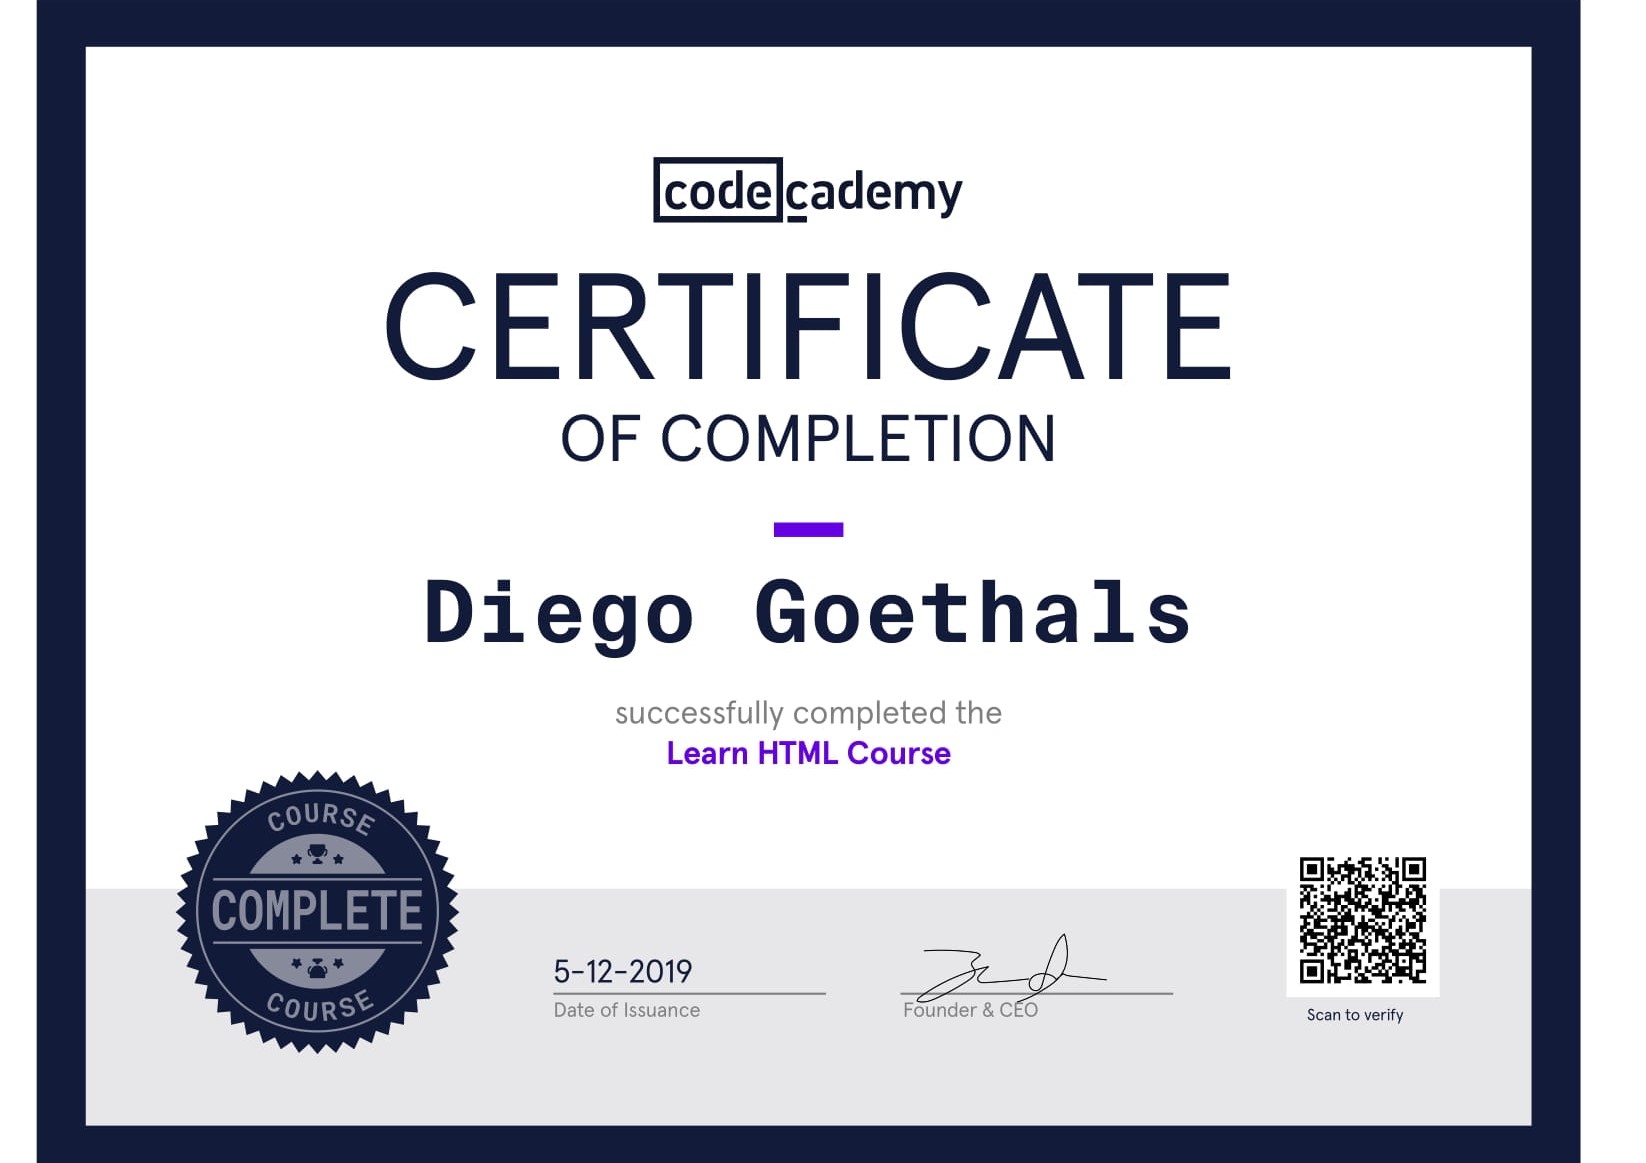 codecademy
CERTIFICATE
OF COMPLETION
Diego Goethals
successfully completed the
Learn HTML Course
COURSE
COMPLETE
COURSE
5-12-2019
Date of Issuance
Founder & CEO
Scan to verify